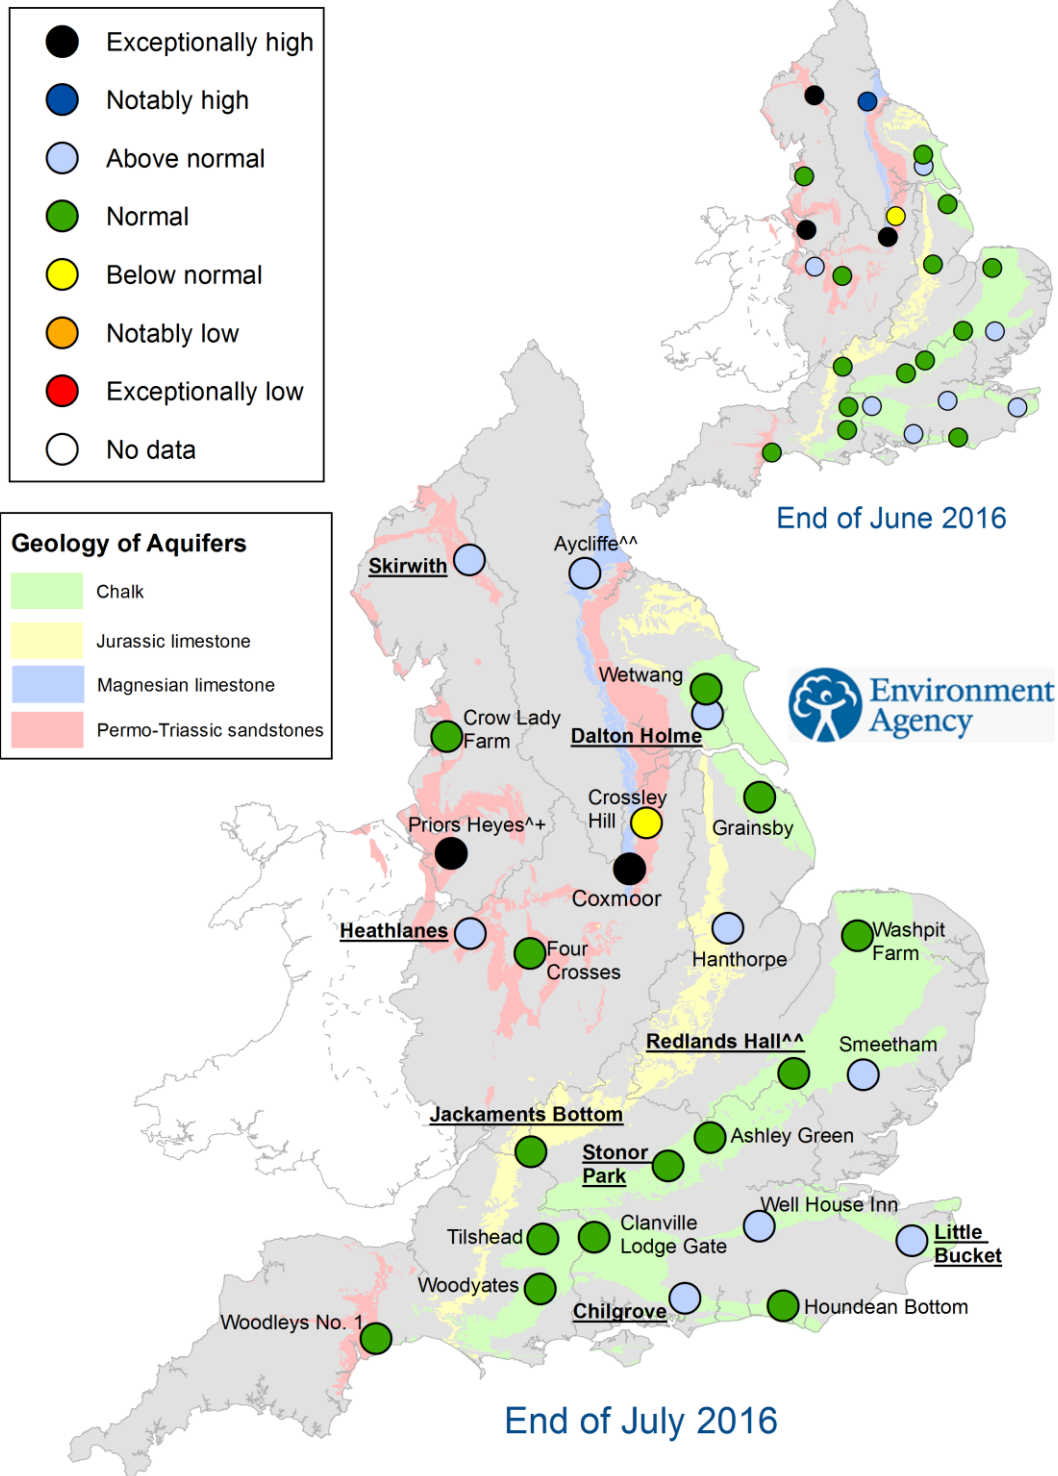 Exceptionally high
Notably high
Above normal
Normal
Below normal
Notably low
Exceptionally low
No data
End of June 2016
Geology of Aquifers
Chalk
Jurassic limestone
Magnesian limestone
Permo-Triassic sandstones
Environment
Agency
Aycliffe^^
Skirwith
Wetwang
Crow Lady
Farm
Dalton Holme
Crossley
Hill
Grainsby
Priors Heyes^+
Coxmoor
Heathlanes
Four
Crosses
Hanthorpe
Washpit
Farm
Redlands Hall^^
Smeetham
Jackaments Bottom
Ashley Green
Stonor
Park
Well House Inn
Tilshead
Clanville
Lodge Gate
Little
Bucket
Woodyates
Chilgrove
Houndean Bottom
Woodleys No. 1
End of July 2016